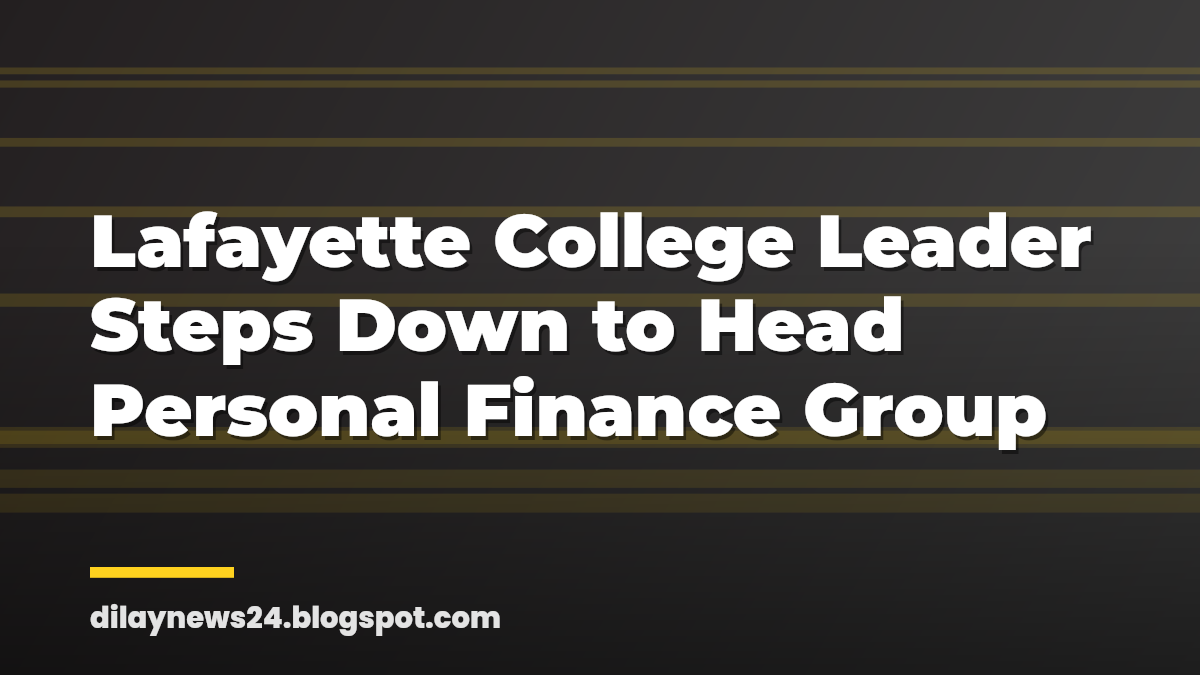 Lafayette College Leader
Steps Down to Head
Personal Finance Group
dilaynews24.blogspot.com